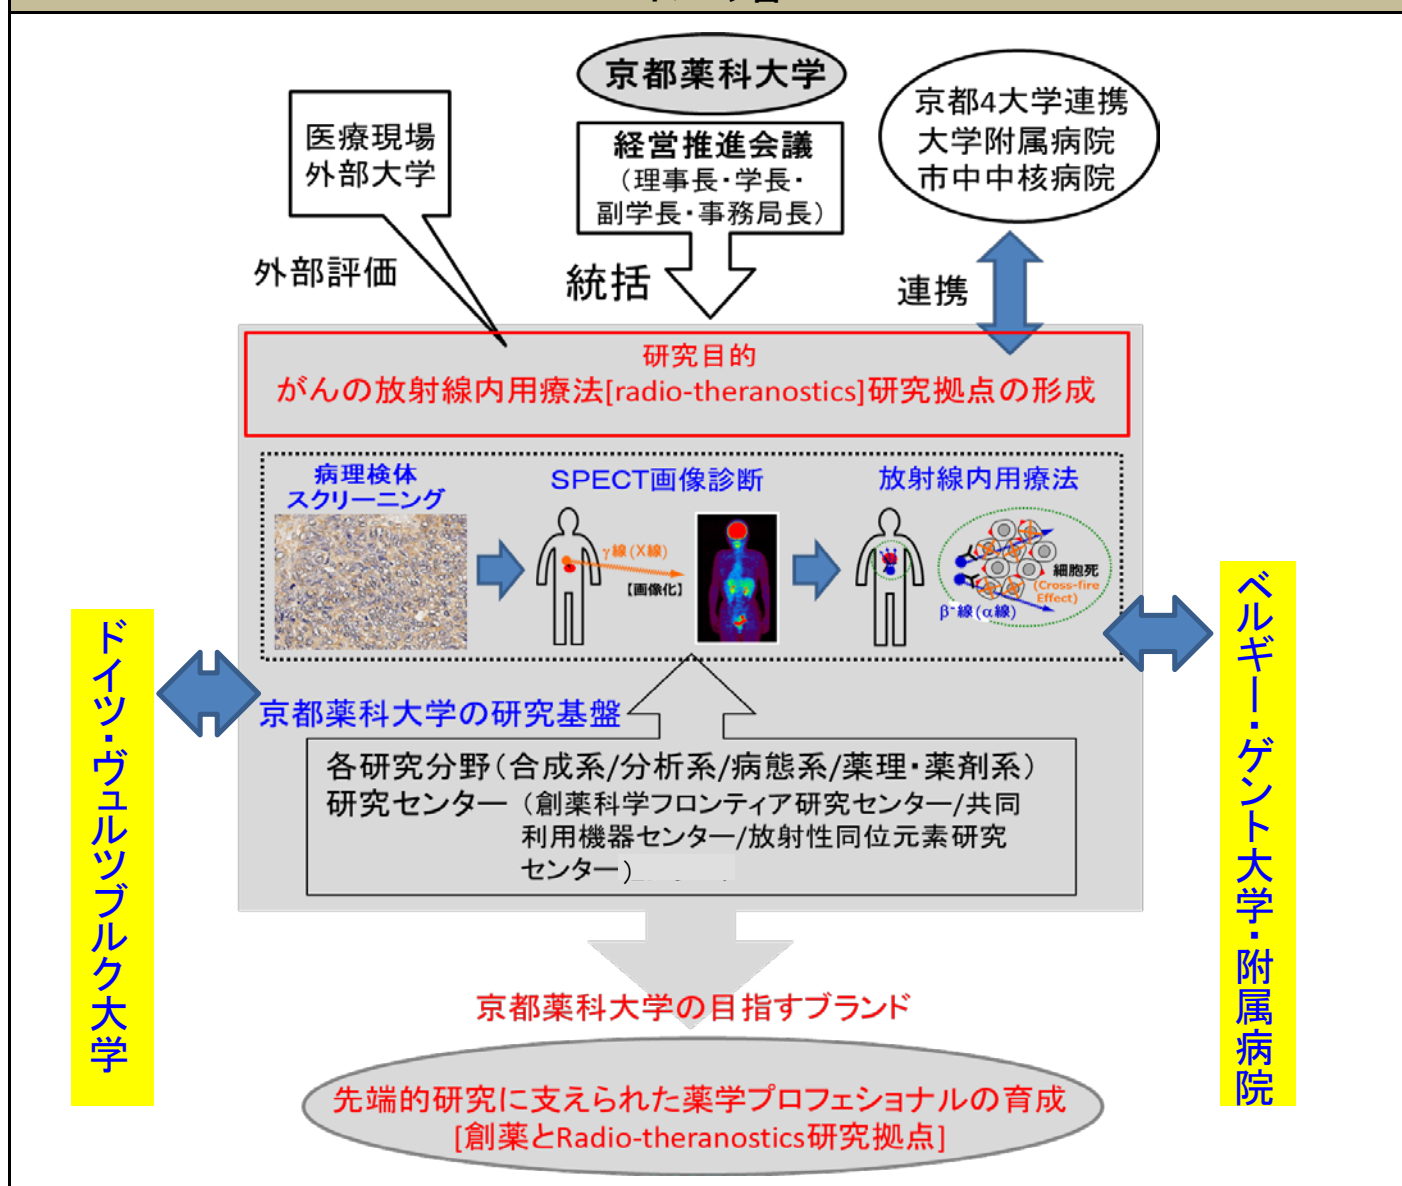 京都薬科大学
医療現場
外部大学
経営推進会議
(理事長・学長・
副学長・事務局長)
京都4大学連携
大学附属病院
市中中核病院
外部評価
統括
連携
研究目的
がんの放射線内用療法[radio-theranostics]研究拠点の形成
病理検体
スクリーニング
SPECT画像診断
放射線内用療法
γ線(X線)
【画像化】
細胞死
(Cross-fire
Effect)
β⁻線(α線)
ドイツ・ヴュルツブルク大学
ベルギー・ゲント大学・附属病院
京都薬科大学の研究基盤
各研究分野(合成系/分析系/病態系/薬理・薬剤系)
研究センター(創薬科学フロンティア研究センター/共同
利用機器センター/放射性同位元素研究
センター)
京都薬科大学の目指すブランド
先端的研究に支えられた薬学プロフェショナルの育成
[創薬とRadio-theranostics研究拠点]